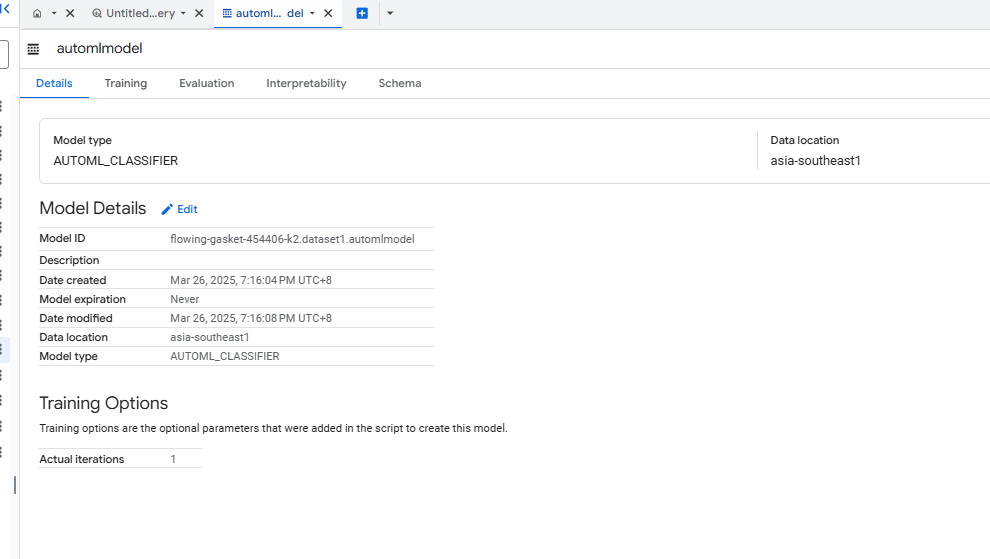 Untitled...ery
automl... del
automlmodel
Details Training Evaluation Interpretability Schema
Model type Data location
AUTOML_CLASSIFIER asia-southeast1
Model Details Edit
Model ID flowing-gasket-454406-k2.dataset1.automlmodel
Description
Date created Mar 26, 2025, 7:16:04 PM UTC+8
Model expiration Never
Date modified Mar 26, 2025, 7:16:08 PM UTC+8
Data location asia-southeast1
Model type AUTOML_CLASSIFIER
Training Options
Training options are the optional parameters that were added in the script to create this model.
Actual iterations 1